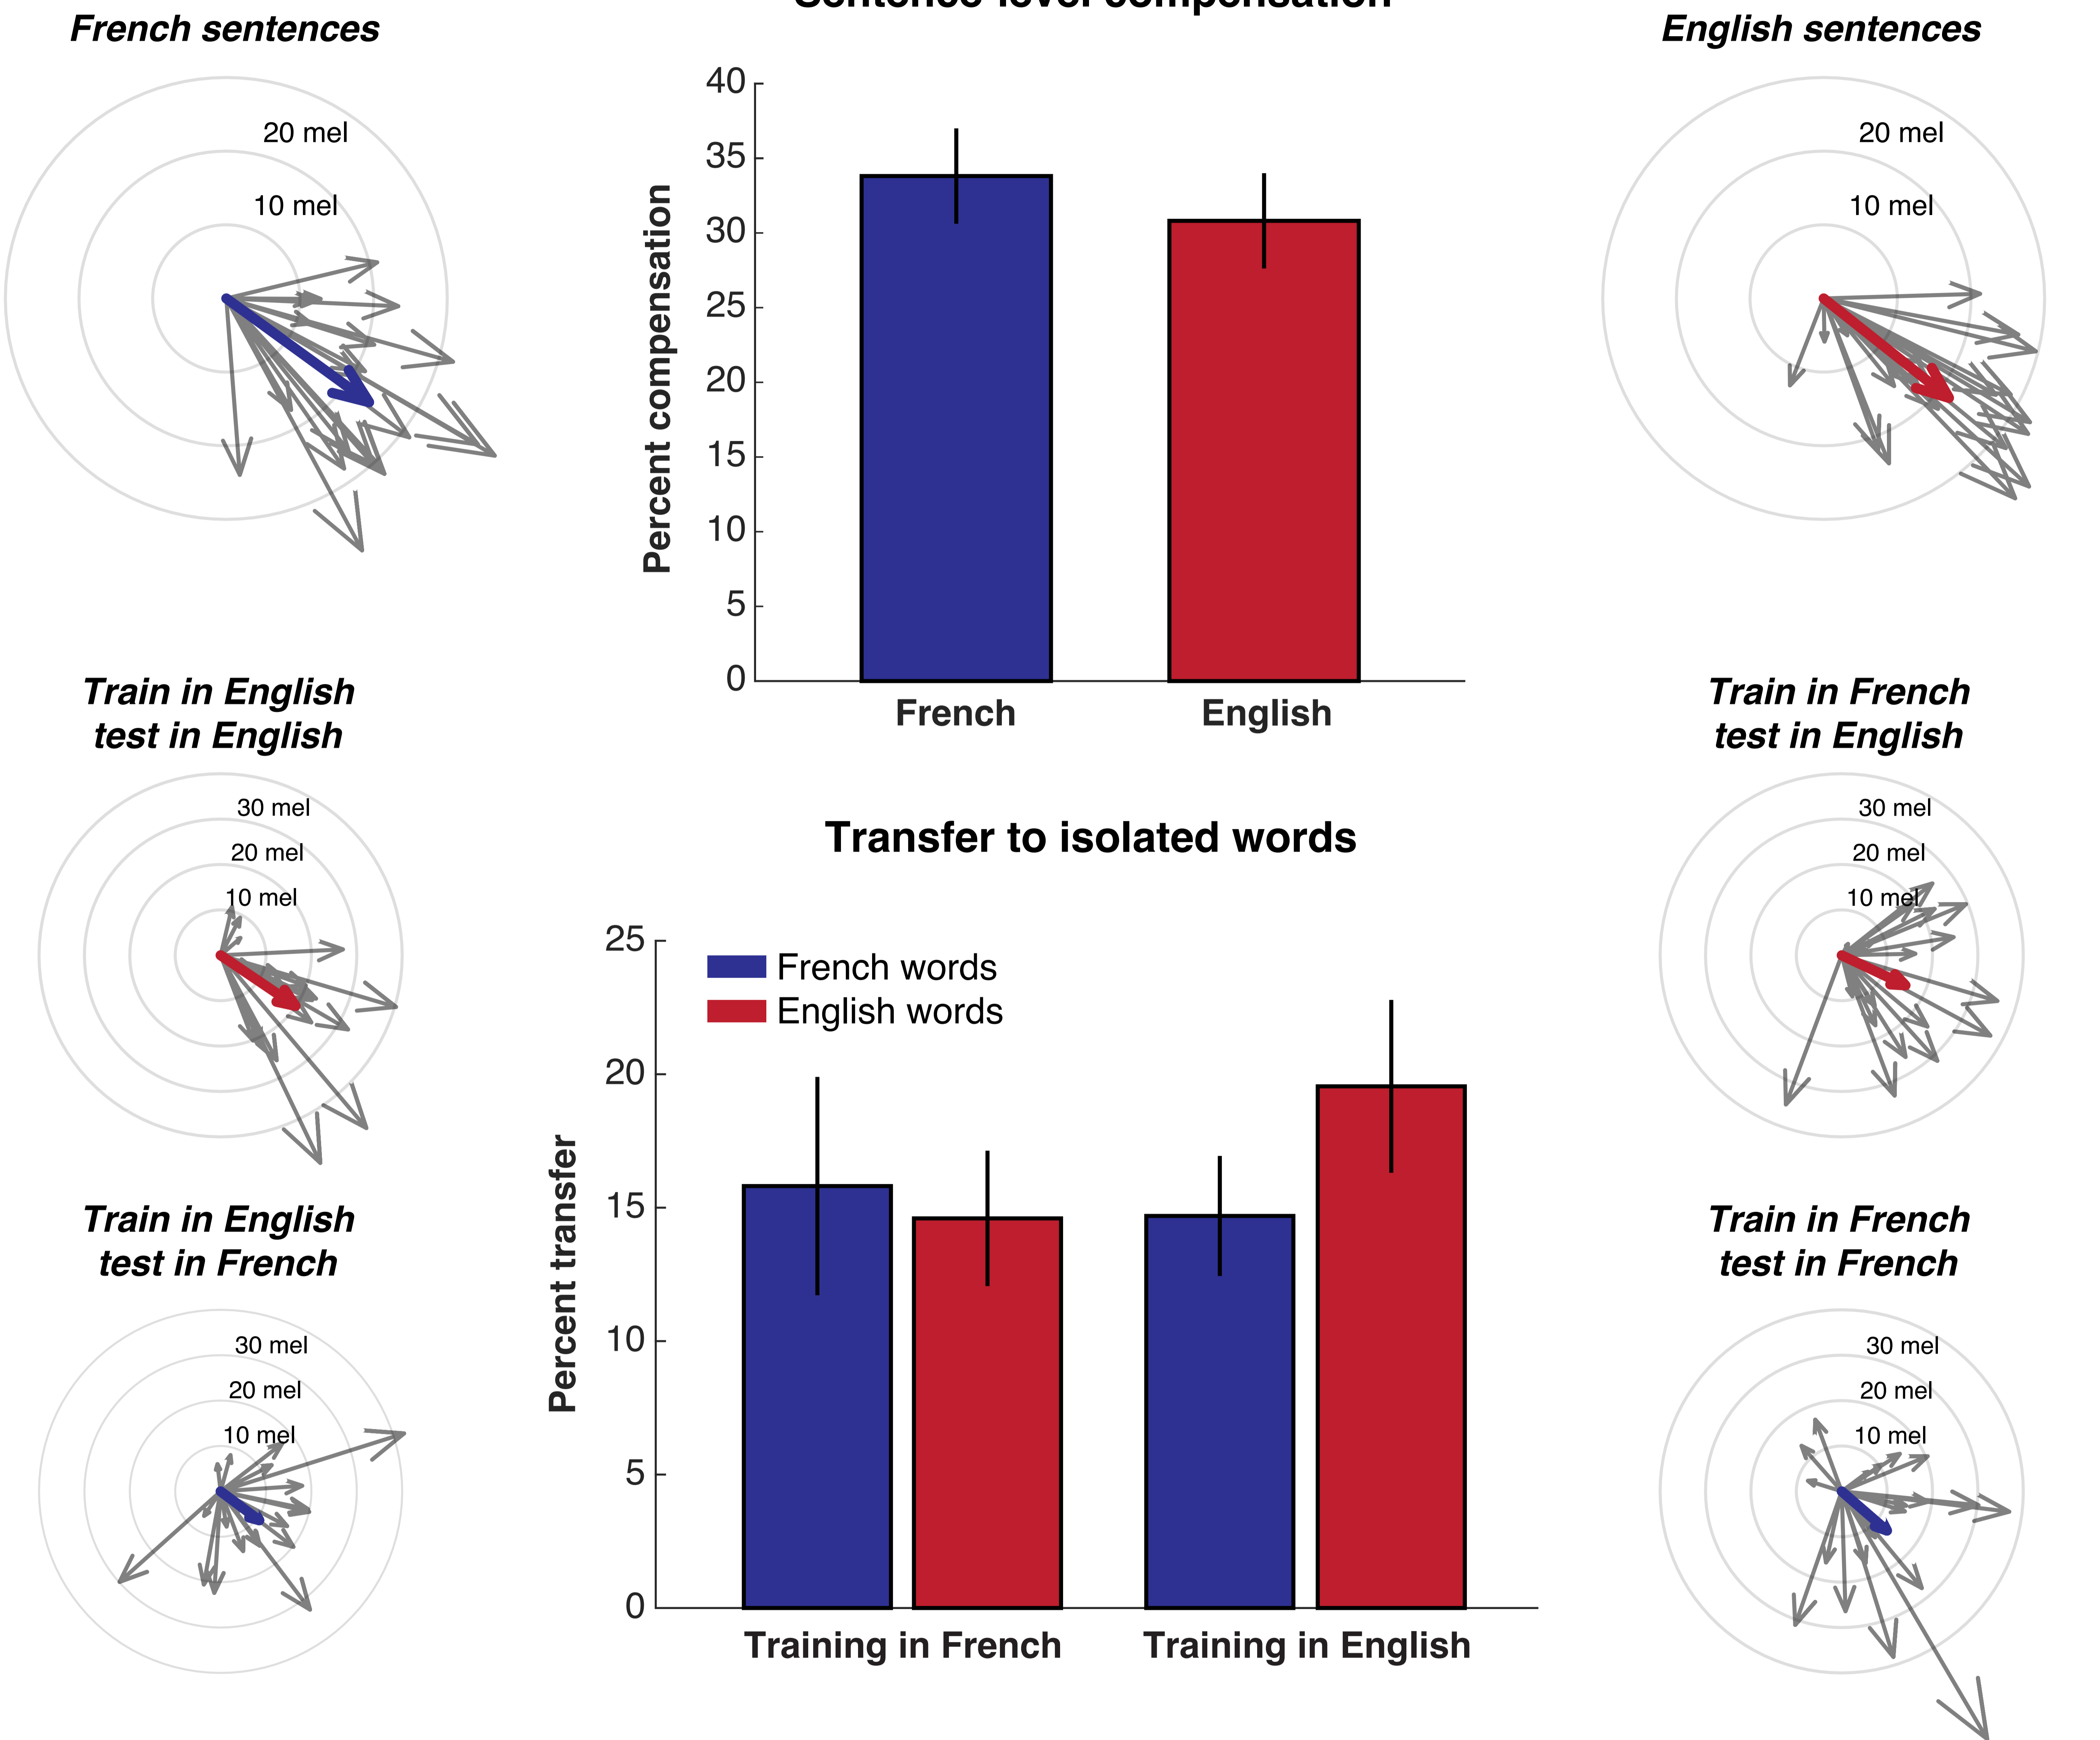 Sentence-level compensation
French sentences
20 mel
10 mel
40
35
30
25
20
15
10
5
0
Percent compensation
French
English
English sentences
20 mel
10 mel
Train in English
test in English
30 mel
20 mel
10 mel
Train in English
test in French
30 mel
20 mel
10 mel
Transfer to isolated words
25
20
15
10
5
0
Percent transfer
French words
English words
Training in French
Training in English
Train in French
test in English
30 mel
20 mel
10 mel
Train in French
test in French
30 mel
20 mel
10 mel